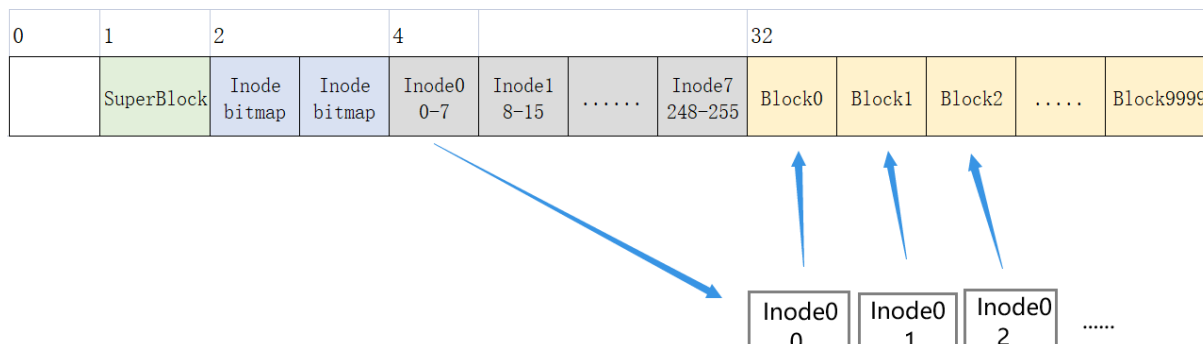 0 1 2 4 32
SuperBlock
Inode
bitmap
Inode
bitmap
Inode0
0-7
Inode1
8-15
......
Inode7
248-255
Block0
Block1
Block2
.....
Block9999
Inode0
0
Inode0
1
Inode0
2
......